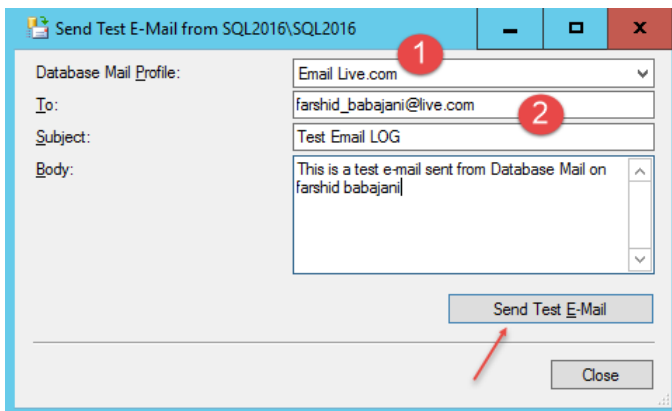 Send Test E-Mail from SQL2016\SQL2016
1
Database Mail Profile:
Email Live.com
To:
farshid_babajani@live.com
2
Subject:
Test Email LOG
Body:
This is a test e-mail sent from Database Mail on
farshid babajani
Send Test E-Mail
Close